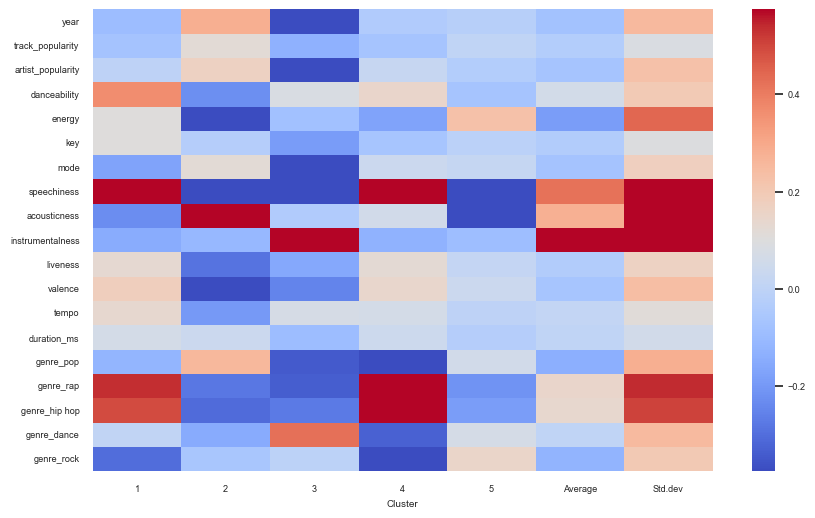 year
track_popularity
artist_popularity
danceability
energy
key
mode
speechiness
acousticness
instrumentalness
liveness
valence
tempo
duration_ms
genre_pop
genre_rap
genre_hip hop
genre_dance
genre_rock
1 2 3 4 5 Average Std.dev
Cluster
0.4
0.2
0.0
−0.2